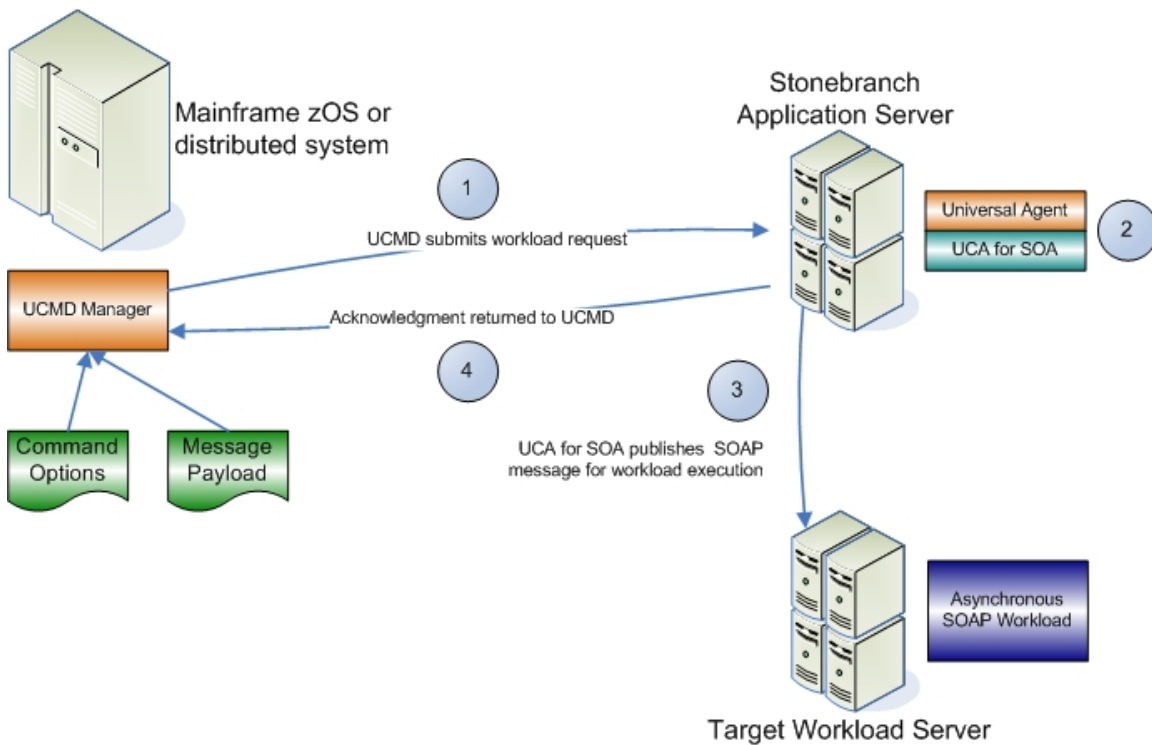 Mainframe zOS or
distributed system
Stonebranch
Application Server
1
UCMD submits workload request
Universal Agent
UCA for SOA
2
UCMD Manager
Acknowledgment returned to UCMD
4
3
Command
Options
Message
Payload
UCA for SOA publishes SOAP
message for workload execution
Asynchronous
SOAP Workload
Target Workload Server